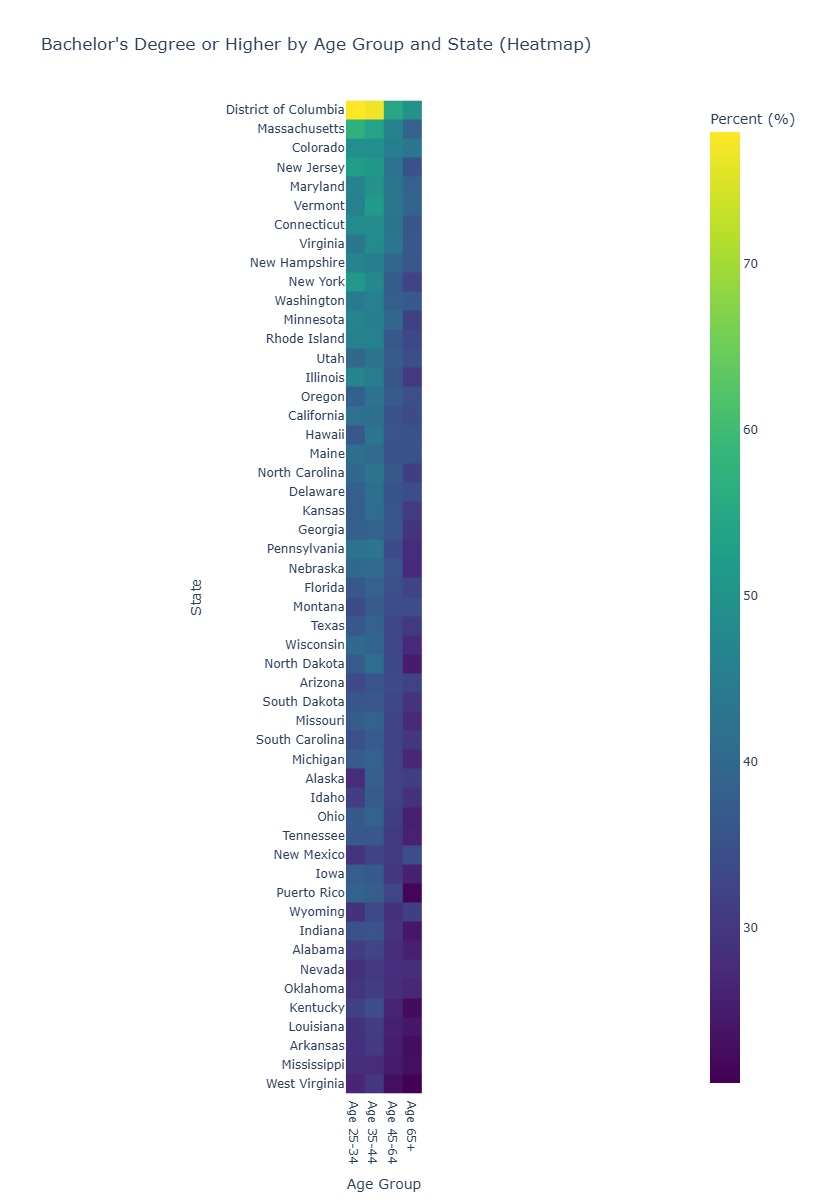 Bachelor's Degree or Higher by Age Group and State (Heatmap)
District of Columbia
Massachusetts
Colorado
New Jersey
Maryland
Vermont
Connecticut
Virginia
New Hampshire
New York
Washington
Minnesota
Rhode Island
Utah
Illinois
Oregon
California
Hawaii
Maine
North Carolina
Delaware
Kansas
Georgia
Pennsylvania
Nebraska
Florida
Montana
Texas
Wisconsin
North Dakota
Arizona
South Dakota
Missouri
South Carolina
Michigan
Alaska
Idaho
Ohio
Tennessee
New Mexico
Iowa
Puerto Rico
Wyoming
Indiana
Alabama
Nevada
Oklahoma
Kentucky
Louisiana
Arkansas
Mississippi
West Virginia
State
Age 25-34
Age 35-44
Age 45-64
Age 65+
Age Group
Percent (%)
70
60
50
40
30